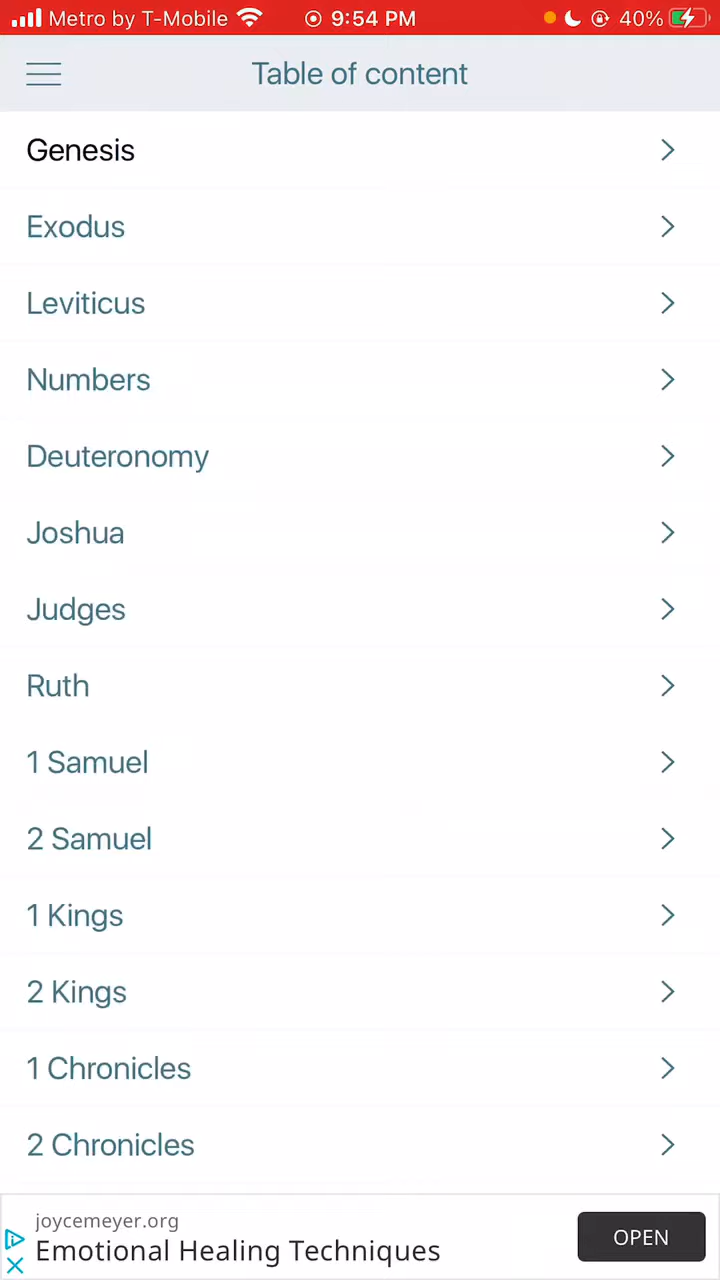 Metro by T-Mobile 9:54 PM 40%
Table of content
Genesis
Exodus
Leviticus
Numbers
Deuteronomy
Joshua
Judges
Ruth
1 Samuel
2 Samuel
1 Kings
2 Kings
1 Chronicles
2 Chronicles
joycemeyer.org
Emotional Healing Techniques
OPEN